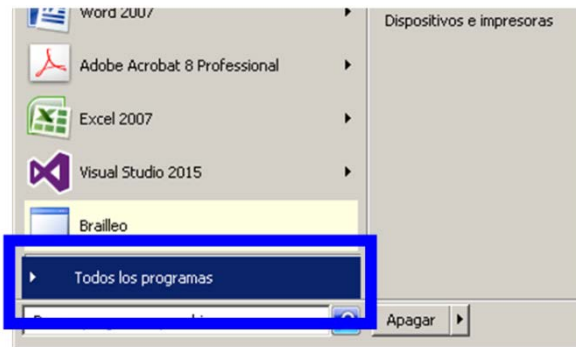 Word 2007
Dispositivos e impresoras
Adobe Acrobat 8 Professional
Excel 2007
Visual Studio 2015
Brailleo
Todos los programas
Apagar